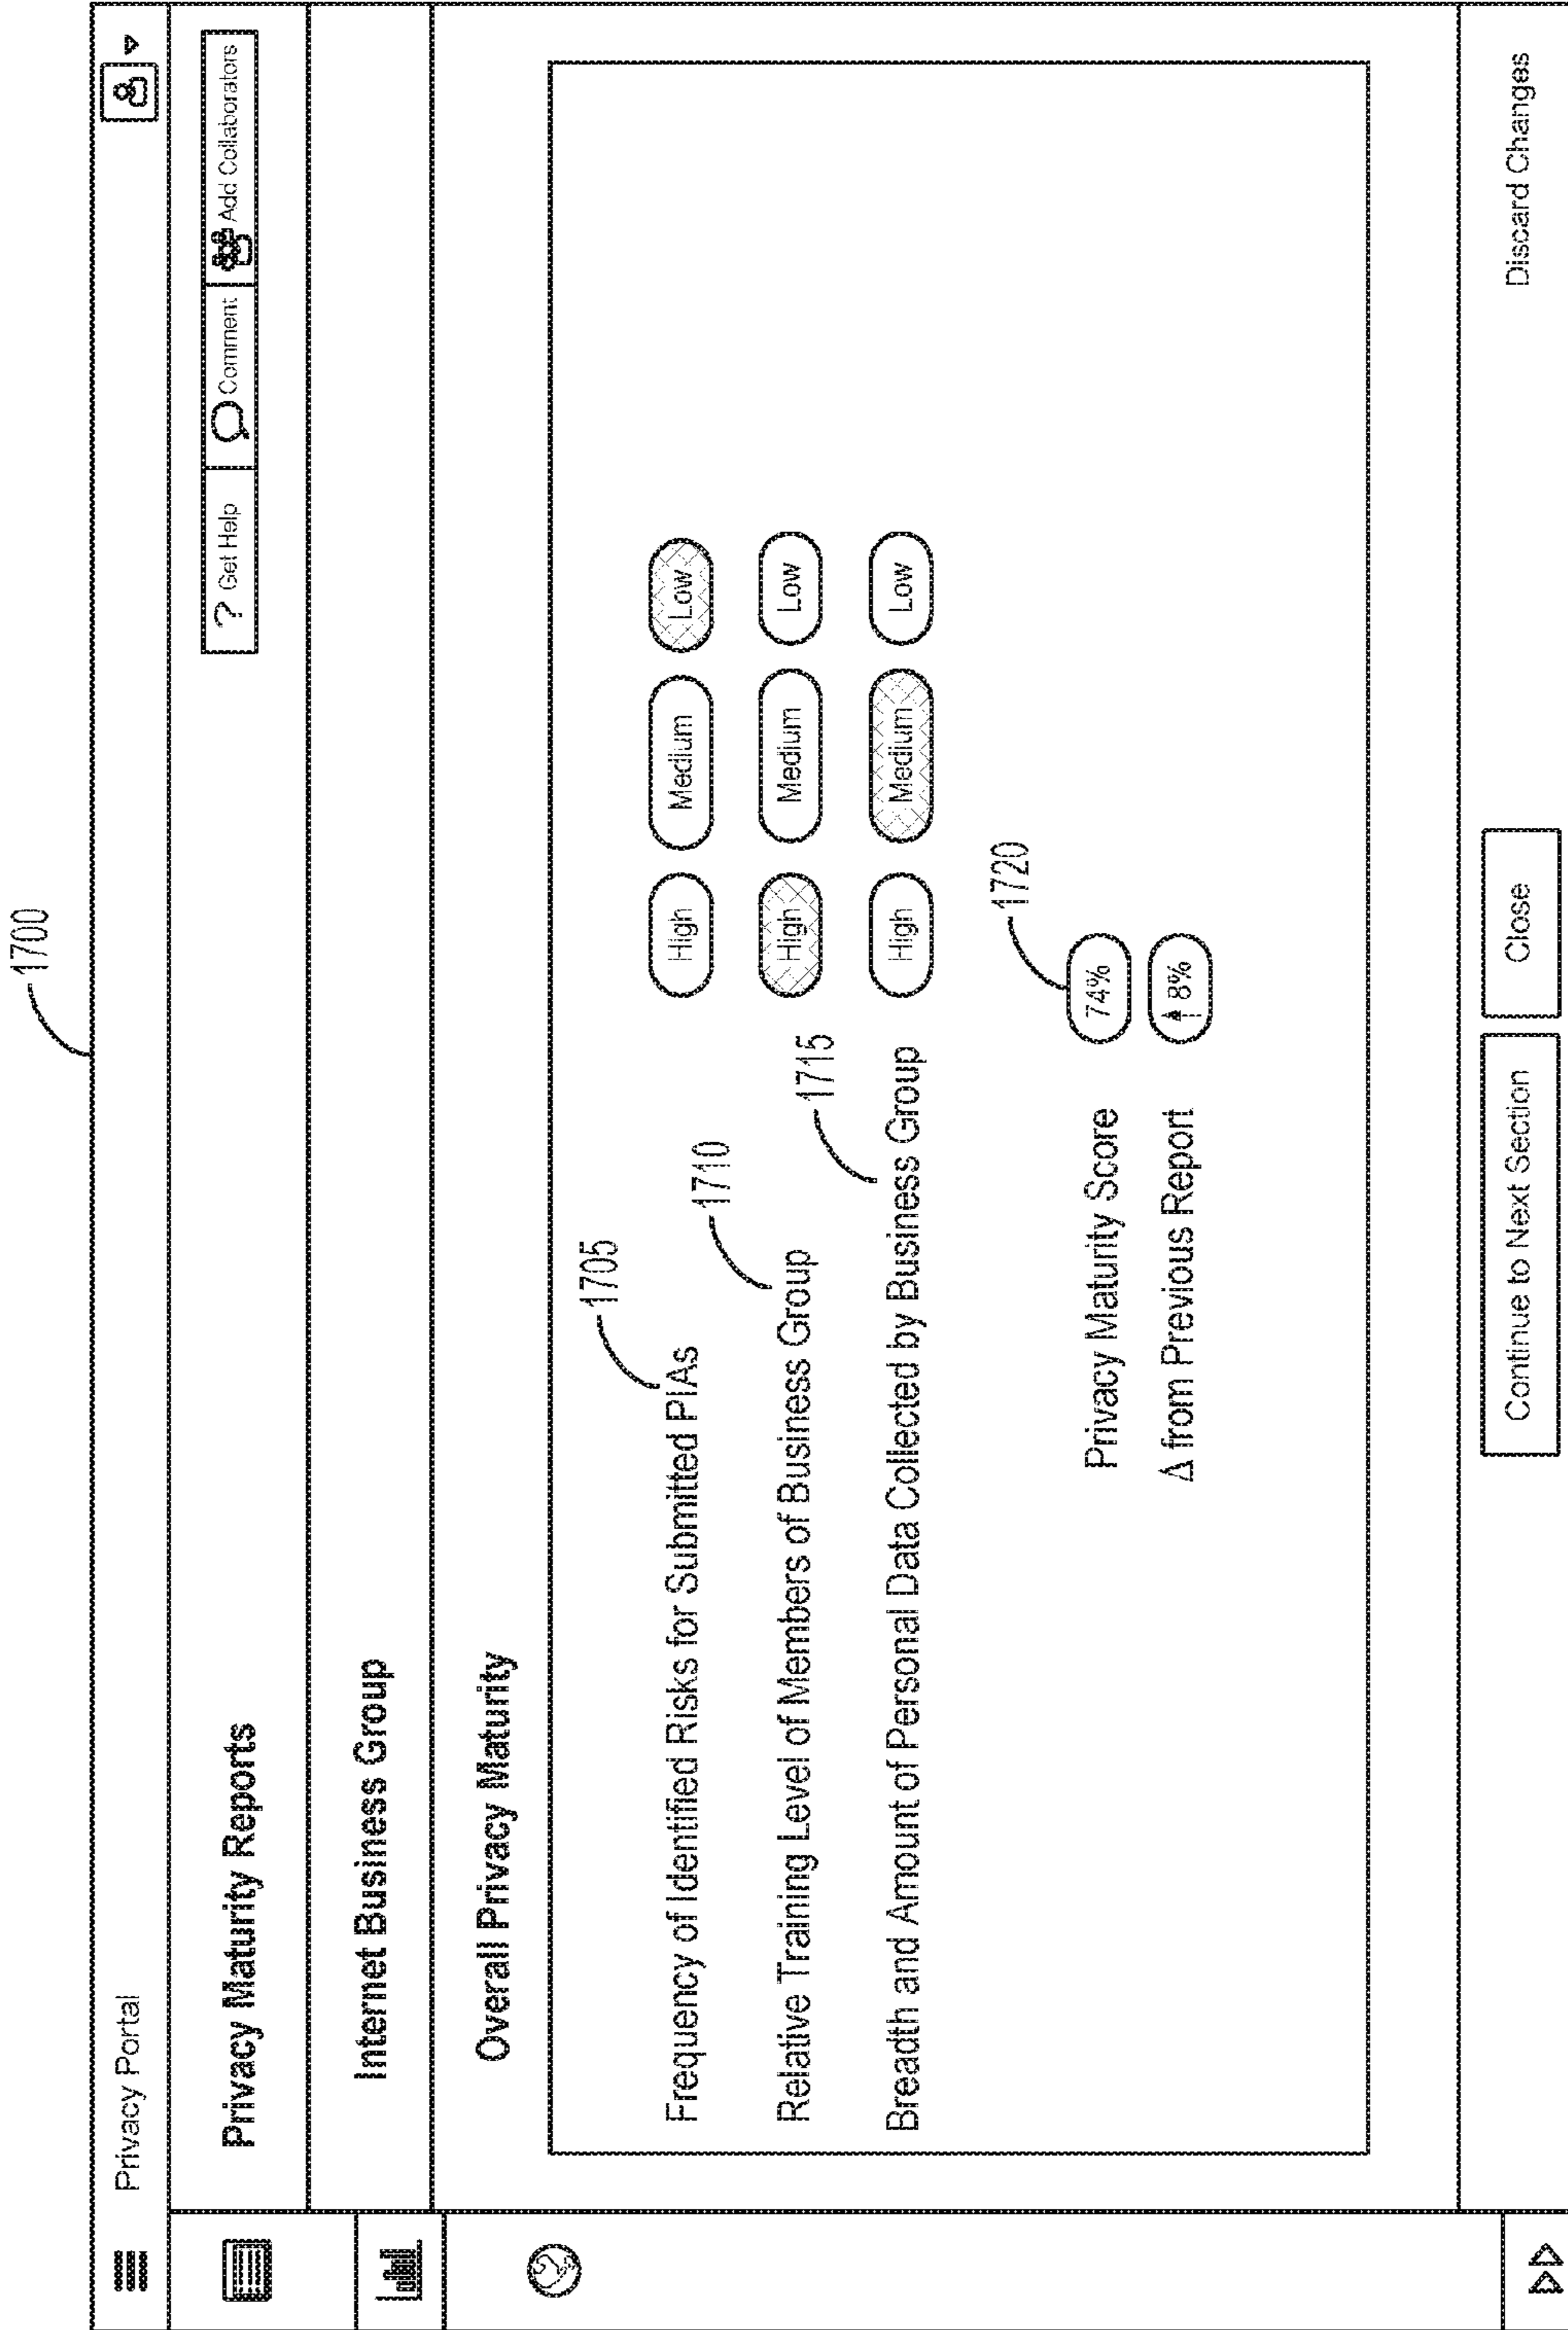 1700
Privacy Portal
Privacy Maturity Reports
? Get Help Comment Add Collaborators
Internet Business Group
Overall Privacy Maturity
1705
Frequency of Identified Risks for Submitted PIAs High Medium Low
1710
Relative Training Level of Members of Business Group High Medium Low
1715
Breadth and Amount of Personal Data Collected by Business Group High Medium Low
1720
Privacy Maturity Score 74%
Δ from Previous Report ↑ 8%
Continue to Next Section Close Discard Changes